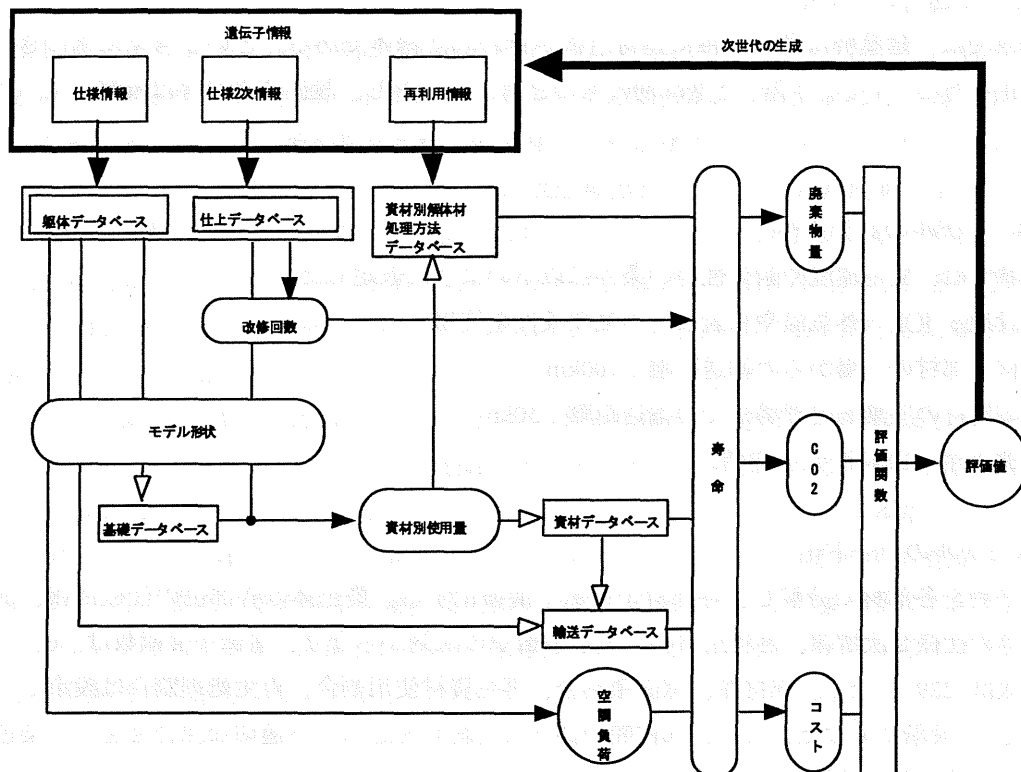 遺伝子情報
次世代の生成
仕様情報
仕様2次情報
再利用情報
躯体データベース
仕上データベース
資材別解体材
処理方法
データベース
廃棄物量
改修回数
モデル形状
寿命
CO2
評価関数
評価値
基礎データベース
資材別使用量
資材データベース
輸送データベース
空調負荷
コスト